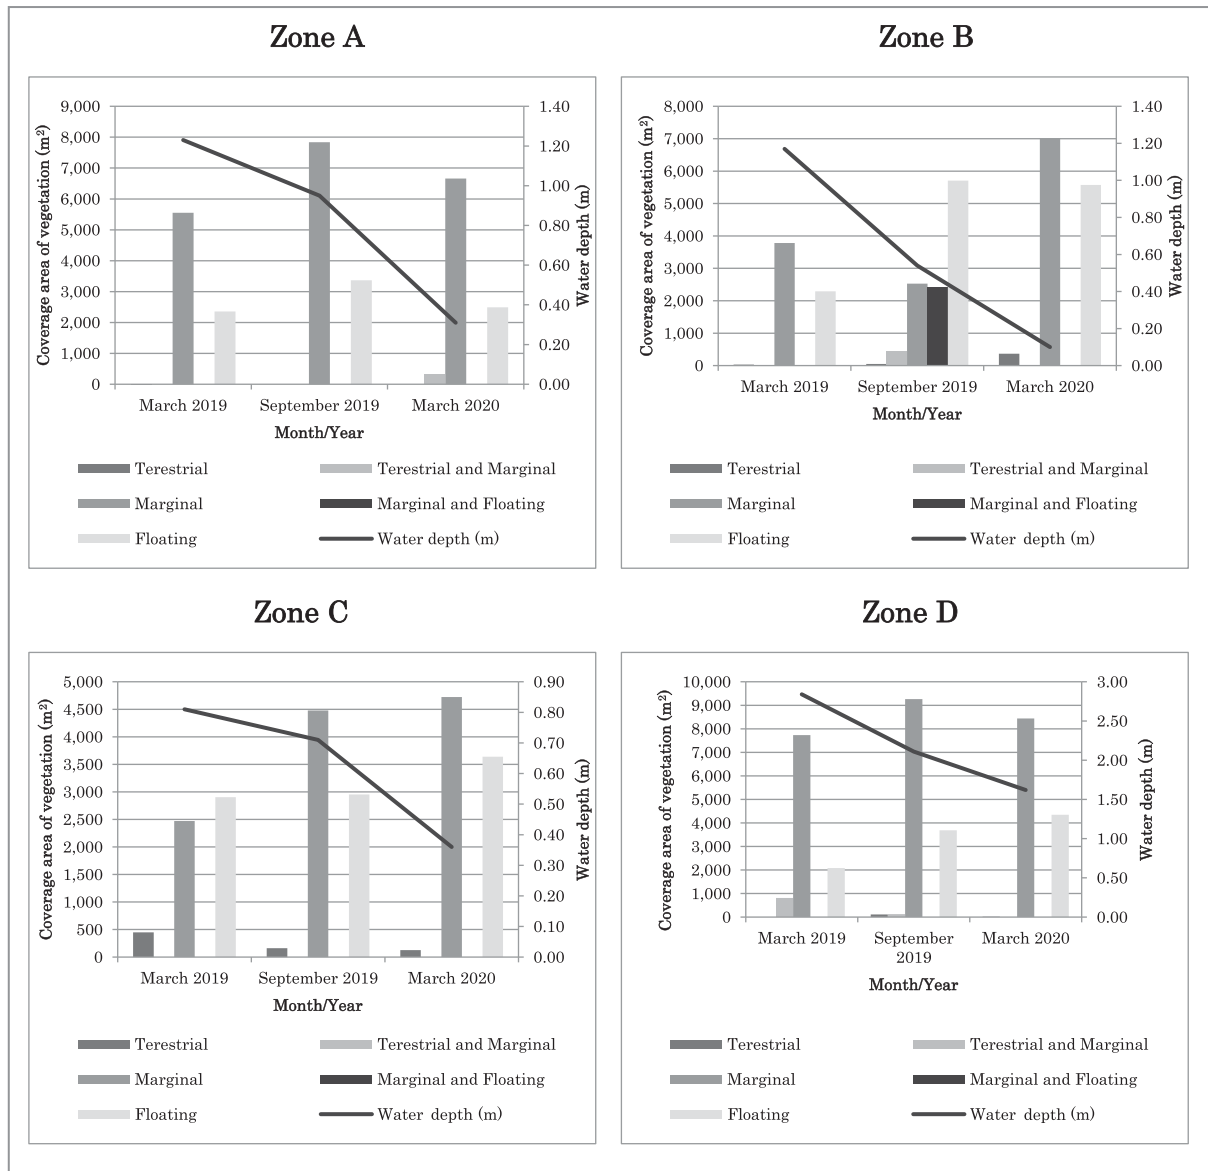 Zone A
Coverage area of vegetation (m²)
9,000
8,000
7,000
6,000
5,000
4,000
3,000
2,000
1,000
0
1.40
1.20
1.00
0.80
0.60
0.40
0.20
0.00
Water depth (m)
March 2019 September 2019 March 2020
Month/Year
Terestrial Terestrial and Marginal
Marginal Marginal and Floating
Floating Water depth (m)
Zone B
Coverage area of vegetation (m²)
8,000
7,000
6,000
5,000
4,000
3,000
2,000
1,000
0
1.40
1.20
1.00
0.80
0.60
0.40
0.20
0.00
Water depth (m)
March 2019 September 2019 March 2020
Month/Year
Terestrial Terestrial and Marginal
Marginal Marginal and Floating
Floating Water depth (m)
Zone C
Coverage area of vegetation (m²)
5,000
4,500
4,000
3,500
3,000
2,500
2,000
1,500
1,000
500
0
0.90
0.80
0.70
0.60
0.50
0.40
0.30
0.20
0.10
0.00
Water depth (m)
March 2019 September 2019 March 2020
Month/Year
Terestrial Terestrial and Marginal
Marginal Marginal and Floating
Floating Water depth (m)
Zone D
Coverage area of vegetation (m²)
10,000
9,000
8,000
7,000
6,000
5,000
4,000
3,000
2,000
1,000
0
3.00
2.50
2.00
1.50
1.00
0.50
0.00
Water depth (m)
March 2019 September March 2020
2019
Month/Year
Terestrial Terestrial and Marginal
Marginal Marginal and Floating
Floating Water depth (m)